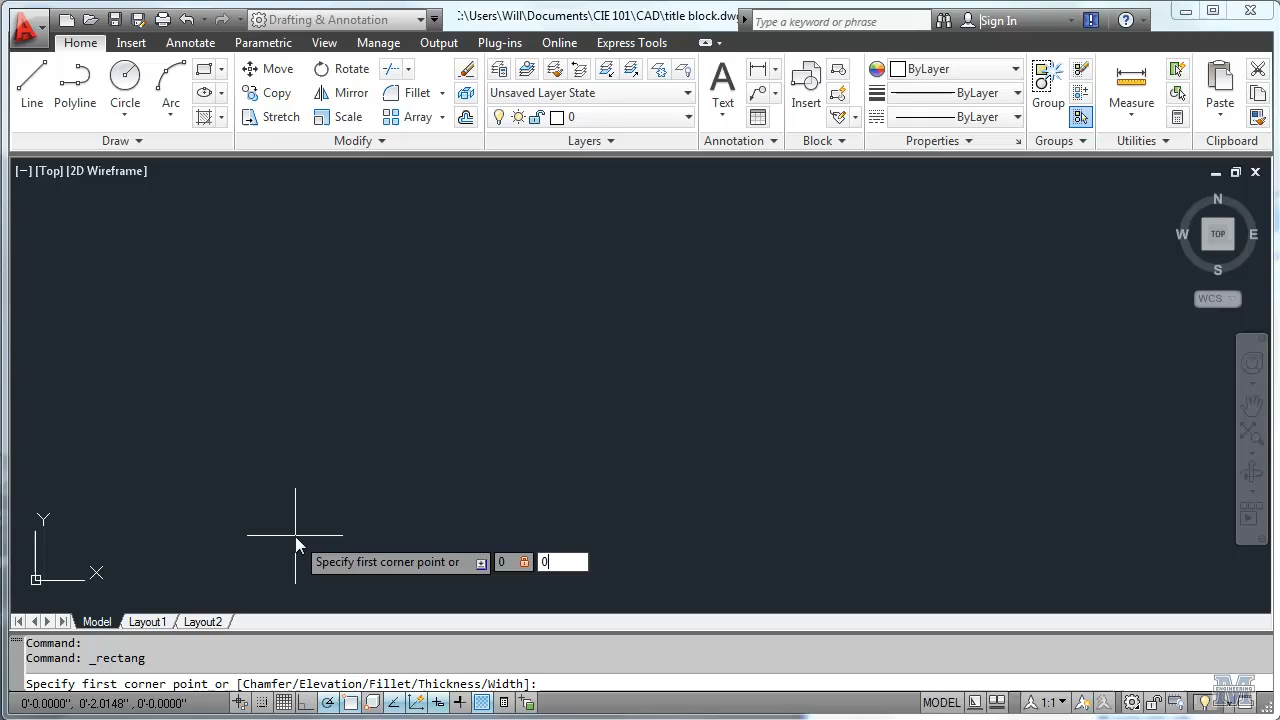 Drafting & Annotation
:\Users\Will\Documents\CIE 101\CAD\title block.dwg
Type a keyword or phrase
Sign In
Home Insert Annotate Parametric View Manage Output Plug-ins Online Express Tools
Move Rotate
Unsaved Layer State
ByLayer
Line Polyline Circle Arc
Copy Mirror Fillet
Text Insert
ByLayer
Group Measure Paste
Stretch Scale Array
0
ByLayer
Draw Modify Layers Annotation Block Properties Groups Utilities Clipboard
[−] [Top] [2D Wireframe]
N
W TOP E
S
WCS
Y
X
Specify first corner point or 0 0
Model Layout1 Layout2
Command:
Command: _rectang
Specify first corner point or [Chamfer/Elevation/Fillet/Thickness/Width]:
0'-0.0000", 0'-2.0148", 0'-0.0000"
MODEL
1:1